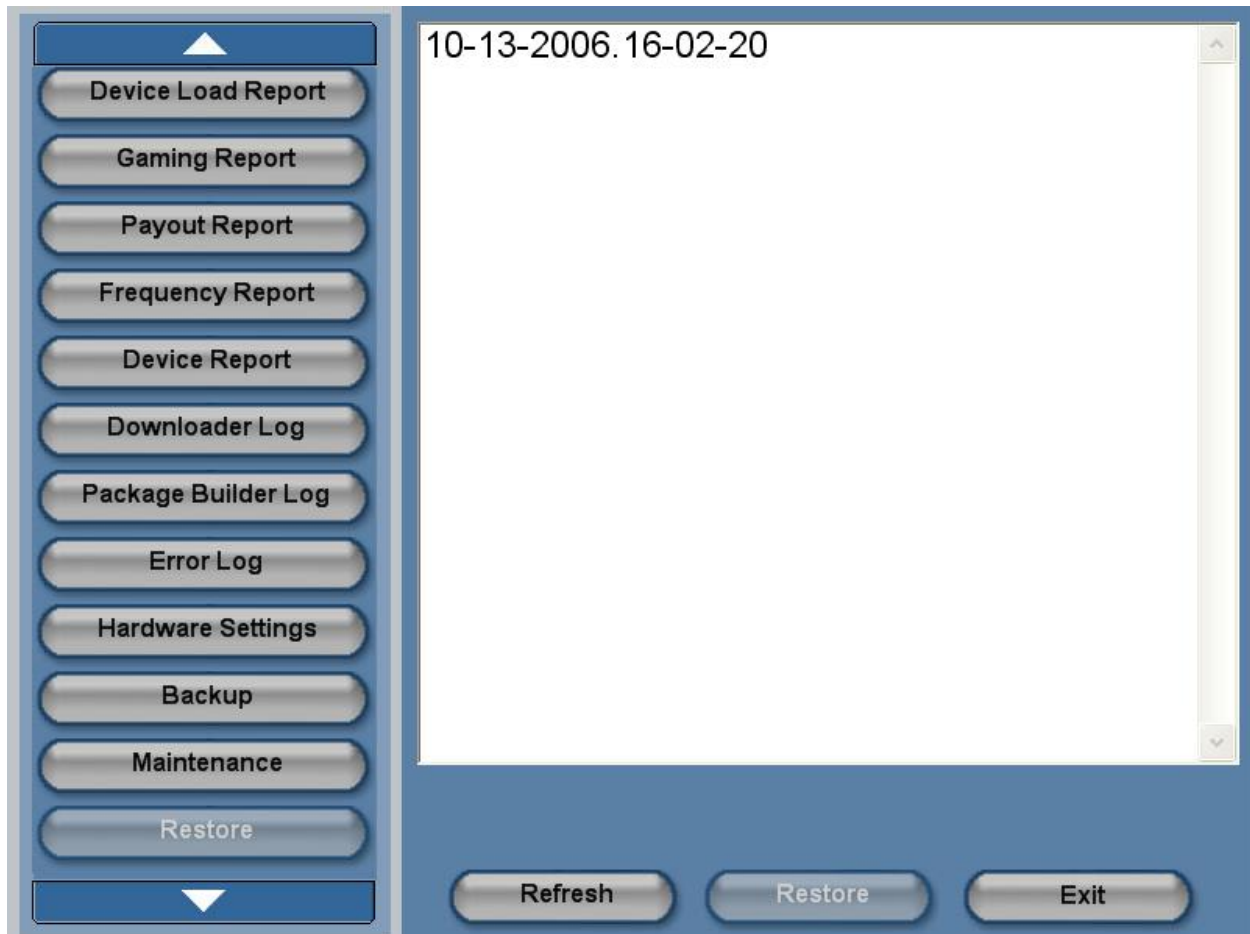 Device Load Report
Gaming Report
Payout Report
Frequency Report
Device Report
Downloader Log
Package Builder Log
Error Log
Hardware Settings
Backup
Maintenance
Restore
10-13-2006.16-02-20
Refresh
Restore
Exit